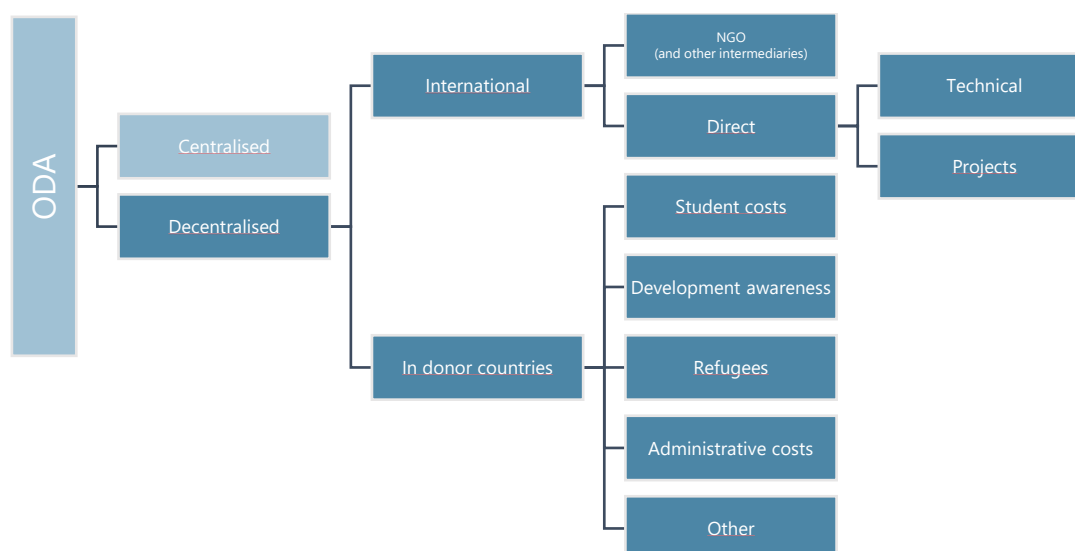 ODA
Centralised
Decentralised
International
In donor countries
NGO
(and other intermediaries)
Direct
Student costs
Development awareness
Refugees
Administrative costs
Other
Technical
Projects